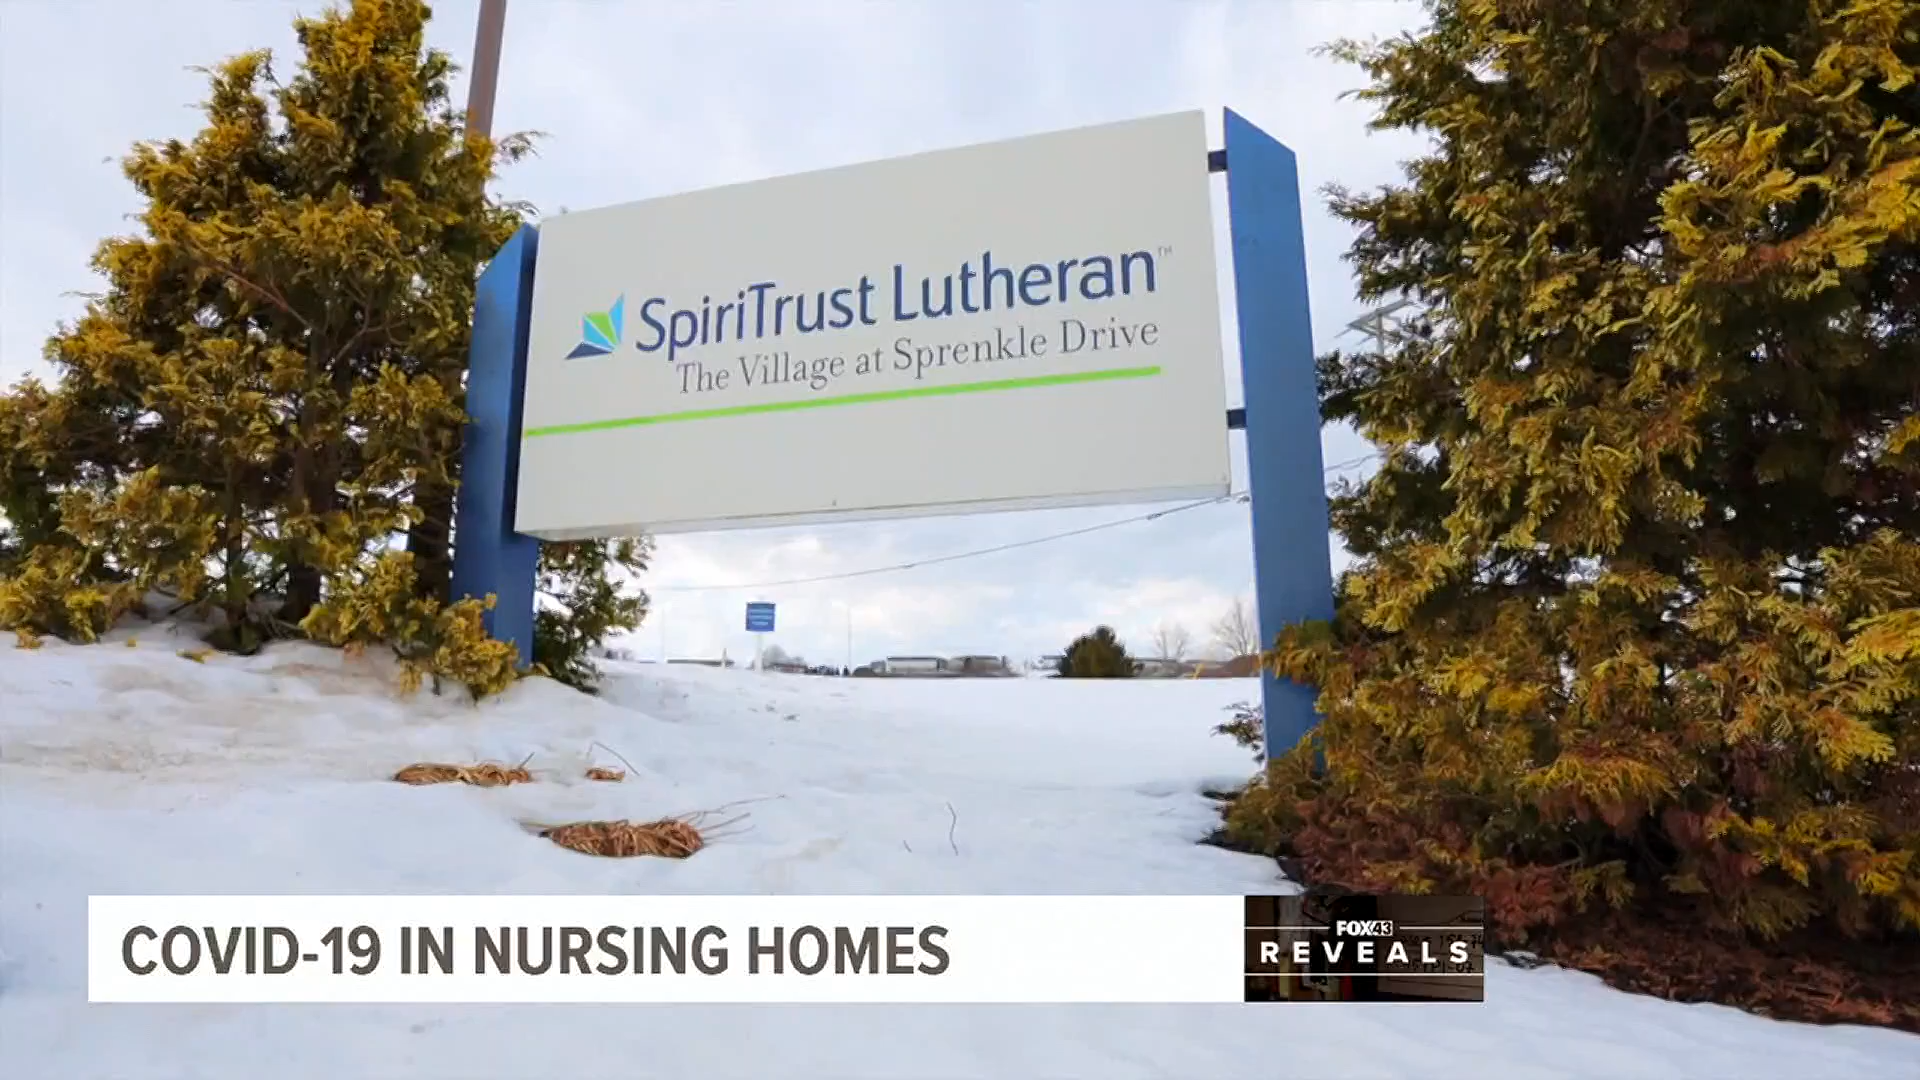 SpiriTrust Lutheran™
The Village at Sprenkle Drive
COVID-19 IN NURSING HOMES
FOX43
REVEALS